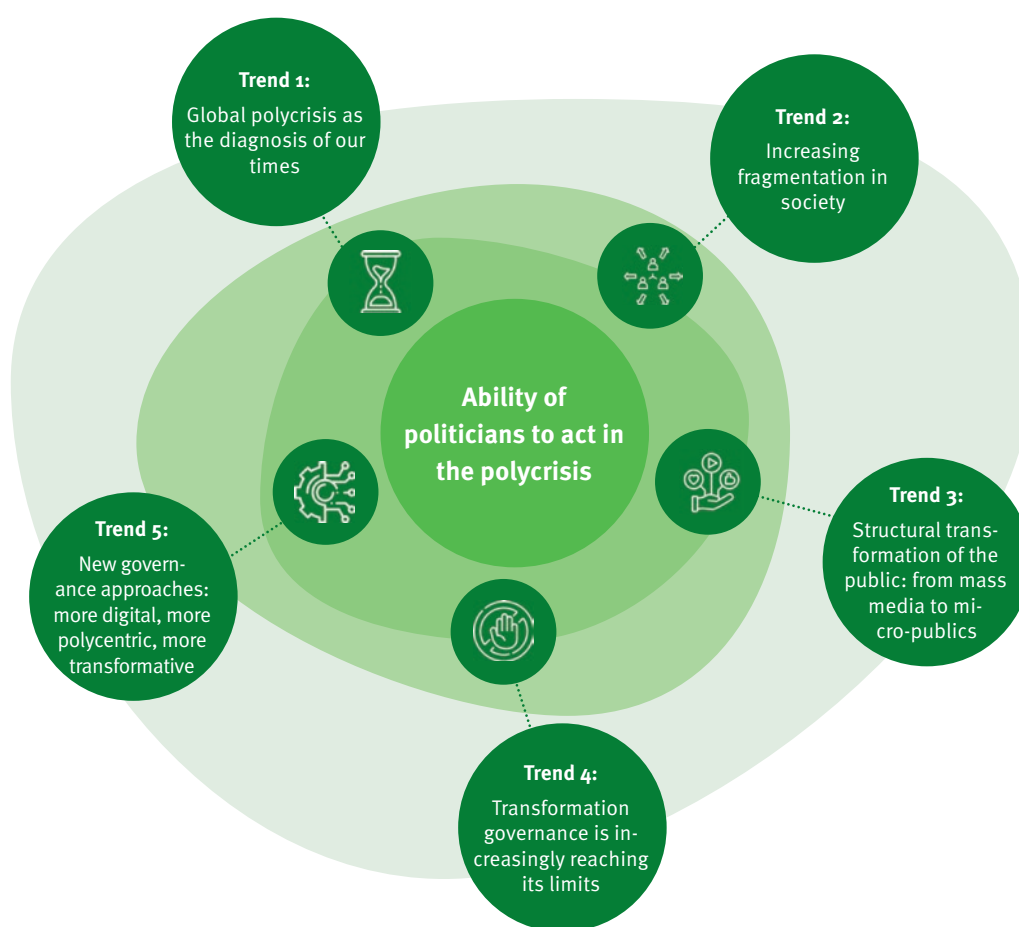 Trend 1:
Global polycrisis as
the diagnosis of our
times
Trend 2:
Increasing
fragmentation in
society
Ability of
politicians to act in
the polycrisis
Trend 3:
Structural trans-
formation of the
public: from mass
media to mi-
cro-publics
Trend 5:
New govern-
ance approaches:
more digital, more
polycentric, more
transformative
Trend 4:
Transformation
governance is in-
creasingly reaching
its limits